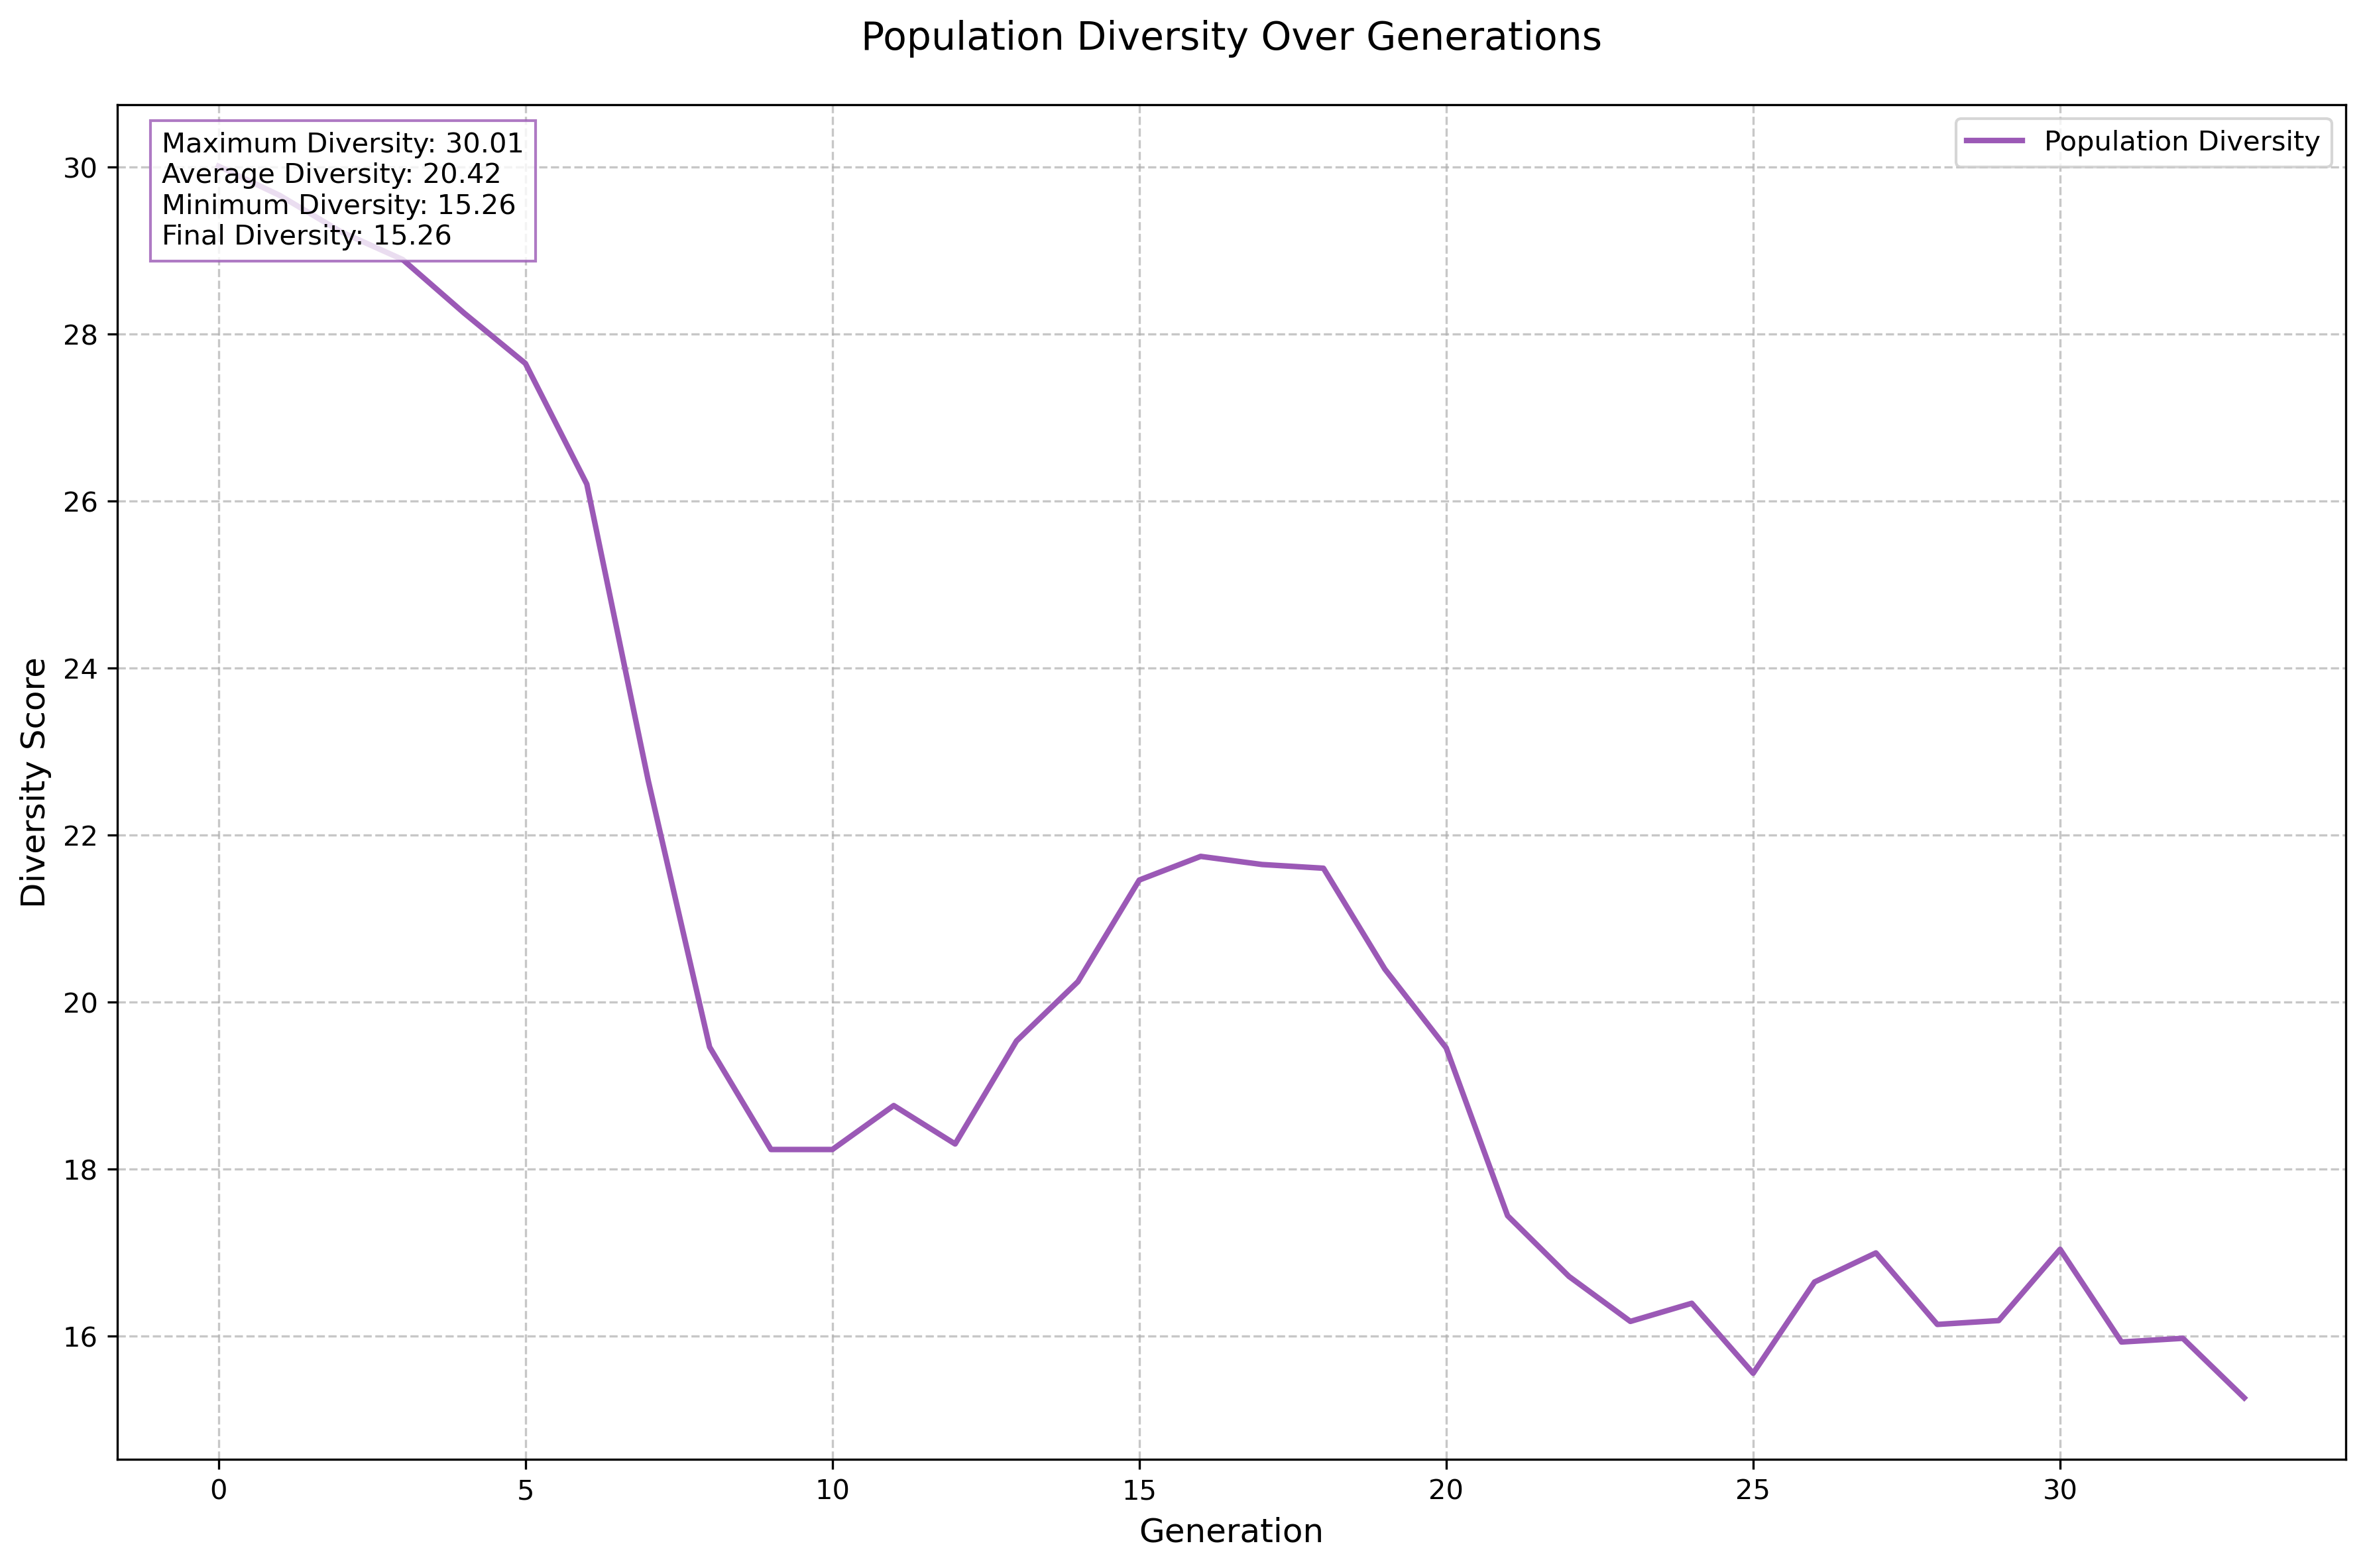 Population Diversity Over Generations
Maximum Diversity: 30.01
Average Diversity: 20.42
Minimum Diversity: 15.26
Final Diversity: 15.26
Population Diversity
Diversity Score
30
28
26
24
22
20
18
16
0 5 10 15 20 25 30
Generation